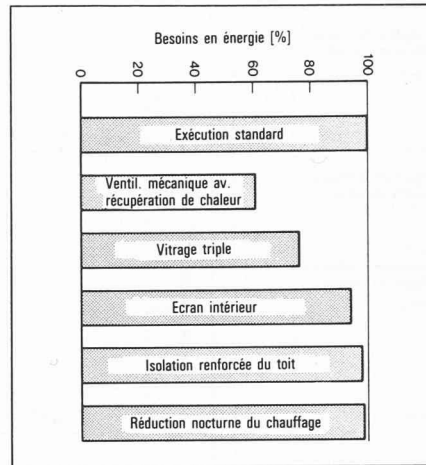 Besoins en énergie [%]
0 20 40 60 80 100
Exécution standard
Ventil. mécanique av.
récupération de chaleur
Vitrage triple
Ecran intérieur
Isolation renforcée du toit
Réduction nocturne du chauffage